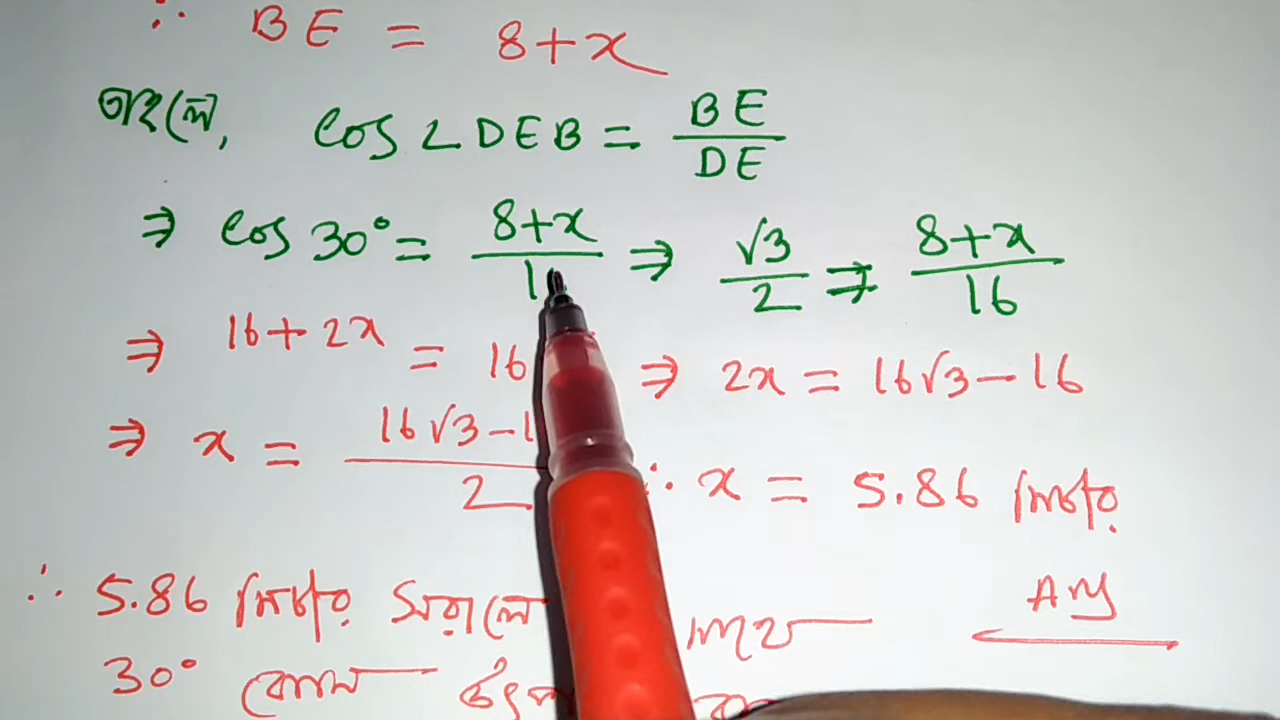 ∴ BE = 8+x
তাহলে, cos∠DEB = BE/DE
⇒ cos 30° = (8+x)/1 ⇒ √3/2 ⇒ (8+x)/16
⇒ 16+2x = 16 ⇒ 2x = 16√3 − 16
⇒ x = (16√3 − 1)/2 ∴ x = 5.86 মিটার
∴ 5.86 মিটার সরালে Ans
30° কোণ